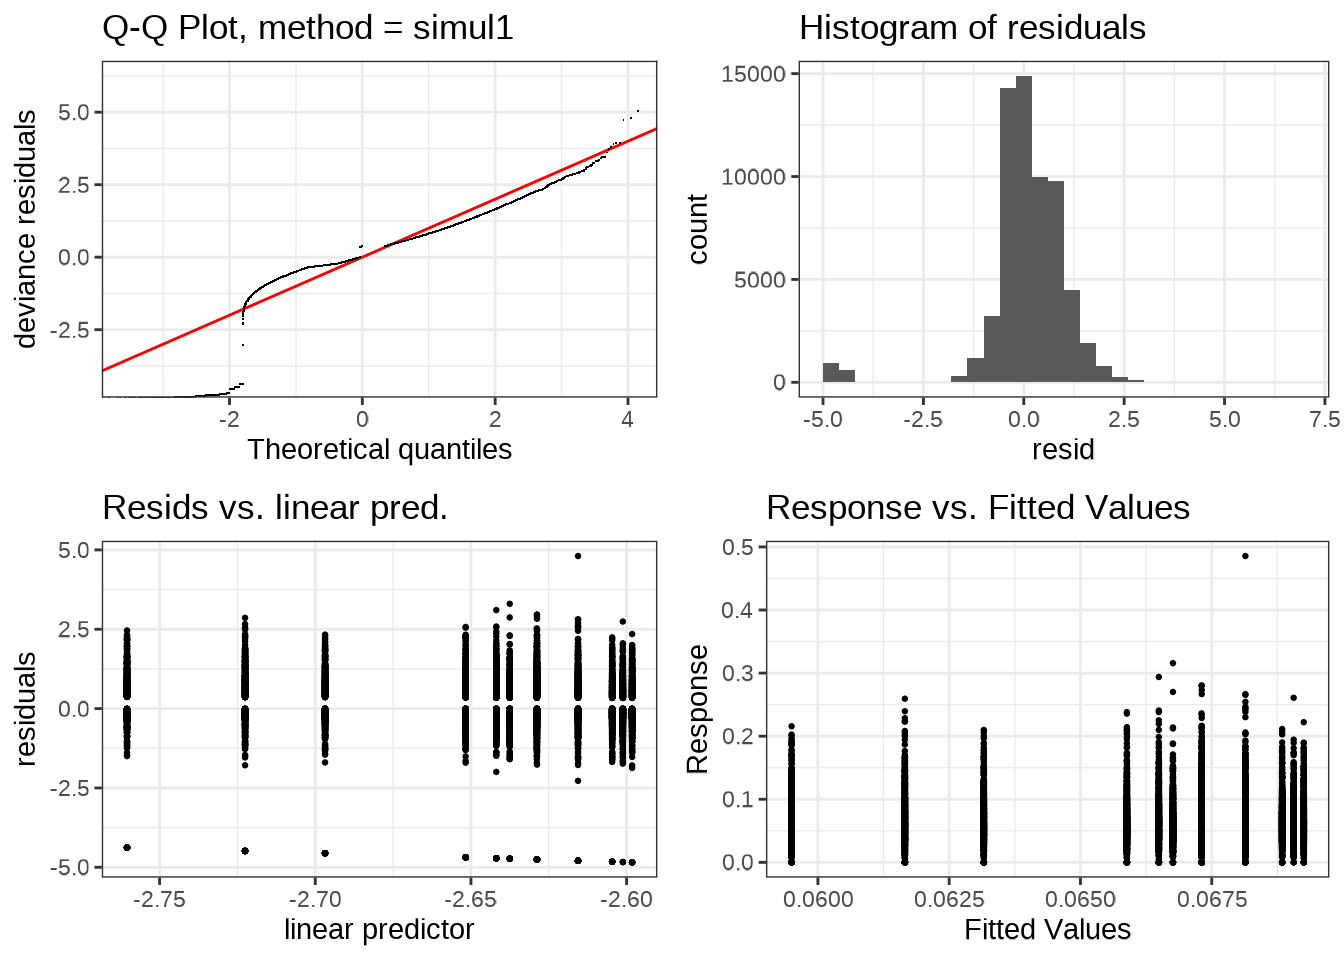 Q-Q Plot, method = simul1
deviance residuals
5.0
2.5
0.0
-2.5
-2 0 2 4
Theoretical quantiles
Histogram of residuals
count
15000
10000
5000
0
-5.0 -2.5 0.0 2.5 5.0 7.5
resid
Resids vs. linear pred.
residuals
5.0
2.5
0.0
-2.5
-5.0
-2.75 -2.70 -2.65 -2.60
linear predictor
Response vs. Fitted Values
Response
0.5
0.4
0.3
0.2
0.1
0.0
0.0600 0.0625 0.0650 0.0675
Fitted Values